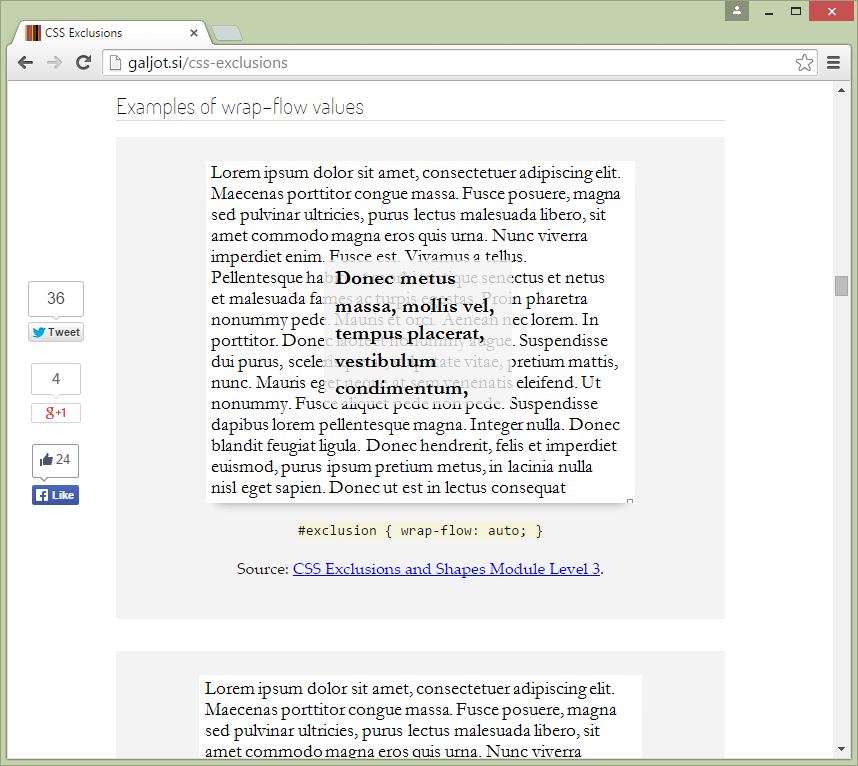 CSS Exclusions
galjot.si/css-exclusions
Examples of wrap-flow values
36
Tweet
4
g+1
24
Like
Lorem ipsum dolor sit amet, consectetuer adipiscing elit.
Maecenas porttitor congue massa. Fusce posuere, magna
sed pulvinar ultricies, purus lectus malesuada libero, sit
amet commodo magna eros quis urna. Nunc viverra
imperdiet enim. Fusce est. Vivamus a tellus.
Pellentesque habitant morbi tristique senectus et netus
et malesuada fames ac turpis egestas. Proin pharetra
nonummy pede. Mauris et orci. Aenean nec lorem. In
porttitor. Donec laoreet nonummy augue. Suspendisse
dui purus, scelerisque at, vulputate vitae, pretium mattis,
nunc. Mauris eget neque at sem venenatis eleifend. Ut
nonummy. Fusce aliquet pede non pede. Suspendisse
dapibus lorem pellentesque magna. Integer nulla. Donec
blandit feugiat ligula. Donec hendrerit, felis et imperdiet
euismod, purus ipsum pretium metus, in lacinia nulla
nisl eget sapien. Donec ut est in lectus consequat
Donec metus
massa, mollis vel,
tempus placerat,
vestibulum
condimentum,
#exclusion { wrap-flow: auto; }
Source: CSS Exclusions and Shapes Module Level 3.
Lorem ipsum dolor sit amet, consectetuer adipiscing elit.
Maecenas porttitor congue massa. Fusce posuere, magna
sed pulvinar ultricies, purus lectus malesuada libero, sit
amet commodo magna eros quis urna. Nunc viverra